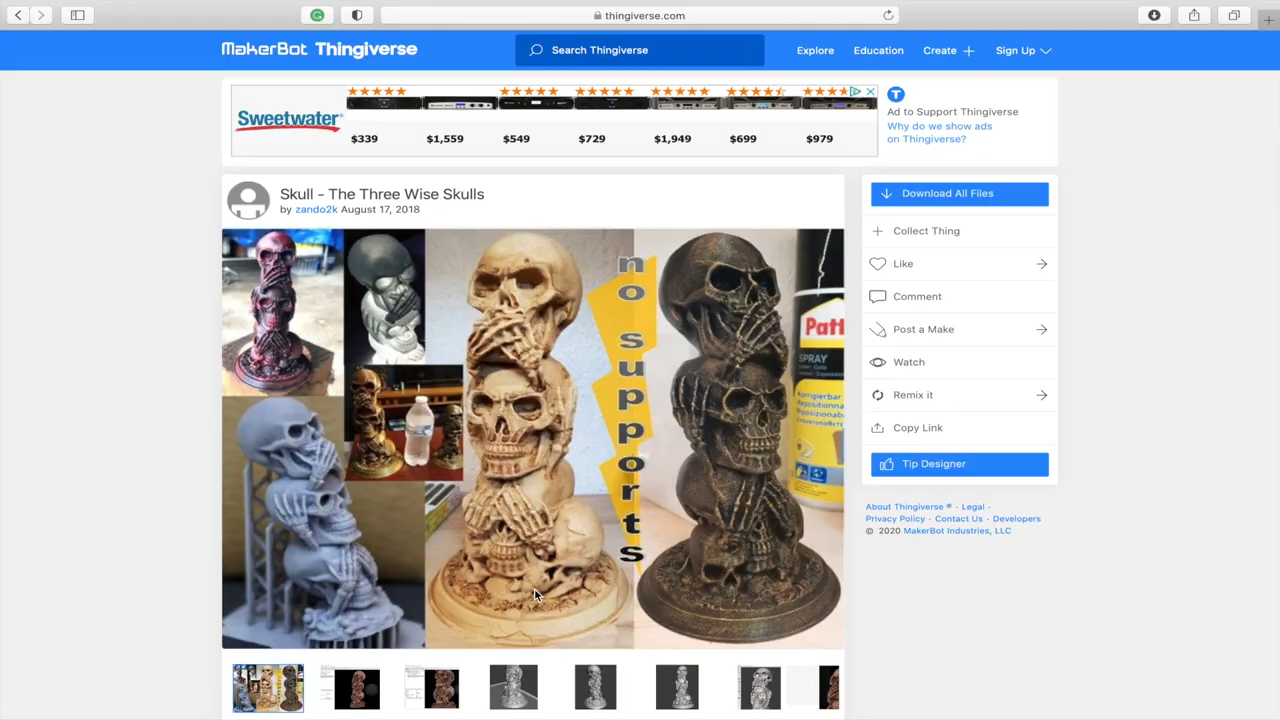 thingiverse.com
MakerBot Thingiverse
Search Thingiverse
Explore
Education
Create
Sign Up
Sweetwater
$339
$1,559
$549
$729
$1,949
$699
$979
Ad to Support Thingiverse
Why do we show ads
on Thingiverse?
Skull - The Three Wise Skulls
by zando2k August 17, 2018
no supports
Patt
SPRAY
Download All Files
Collect Thing
Like
Comment
Post a Make
Watch
Remix it
Copy Link
Tip Designer
About Thingiverse ® · Legal ·
Privacy Policy · Contact Us · Developers
© 2020 MakerBot Industries, LLC